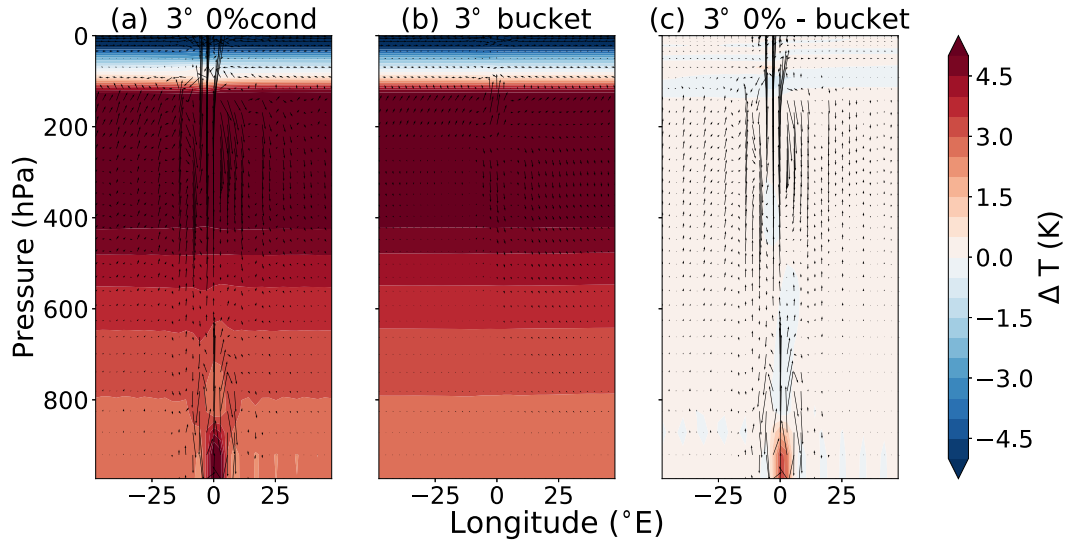 (a) 3° 0%cond
(b) 3° bucket
(c) 3° 0% - bucket
0
200
400
600
800
Pressure (hPa)
−25 0 25
−25 0 25
−25 0 25
Longitude (°E)
4.5
3.0
1.5
0.0
−1.5
−3.0
−4.5
Δ T (K)